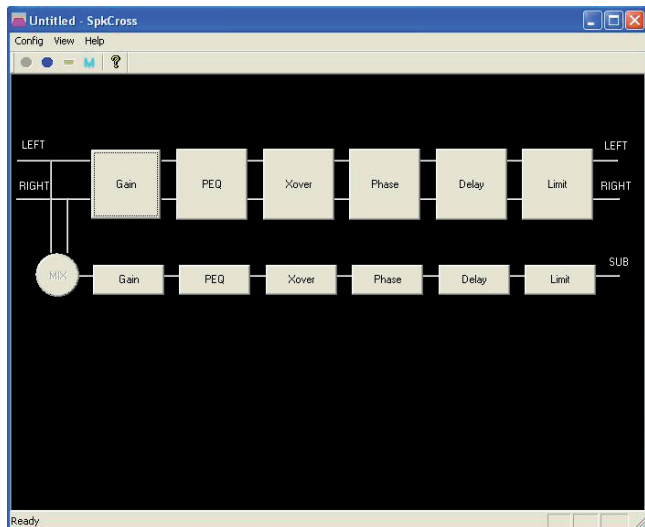 Untitled - SpkCross
Config View Help
M ?
LEFT LEFT
Gain PEQ Xover Phase Delay Limit
RIGHT RIGHT
SUB
MIX Gain PEQ Xover Phase Delay Limit
Ready